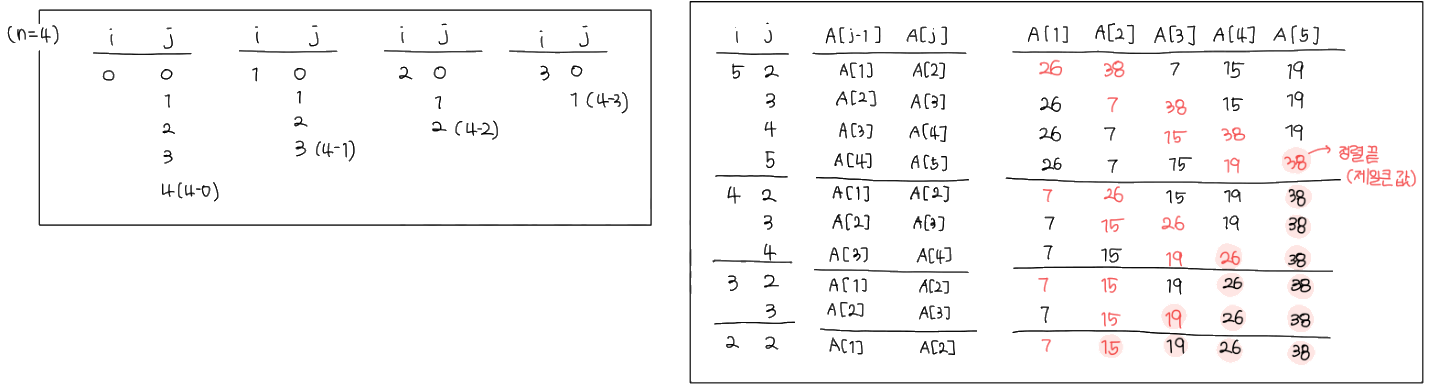 (n=4)
i j i j i j i j
0 0 1 0 2 0 3 0
1 1 1 1 (4-3)
2 2 2 (4-2)
3 3 (4-1)
4 (4-0)
i j A[j-1] A[j] A[1] A[2] A[3] A[4] A[5]
5 2 A[1] A[2] 26 38 7 15 19
3 A[2] A[3] 26 7 38 15 19
4 A[3] A[4] 26 7 15 38 19
5 A[4] A[5] 26 7 15 19 38 → 정렬끝
(제일큰 값)
4 2 A[1] A[2] 7 26 15 19 38
3 A[2] A[3] 7 15 26 19 38
4 A[3] A[4] 7 15 19 26 38
3 2 A[1] A[2] 7 15 19 26 38
3 A[2] A[3] 7 15 19 26 38
2 2 A[1] A[2] 7 15 19 26 38